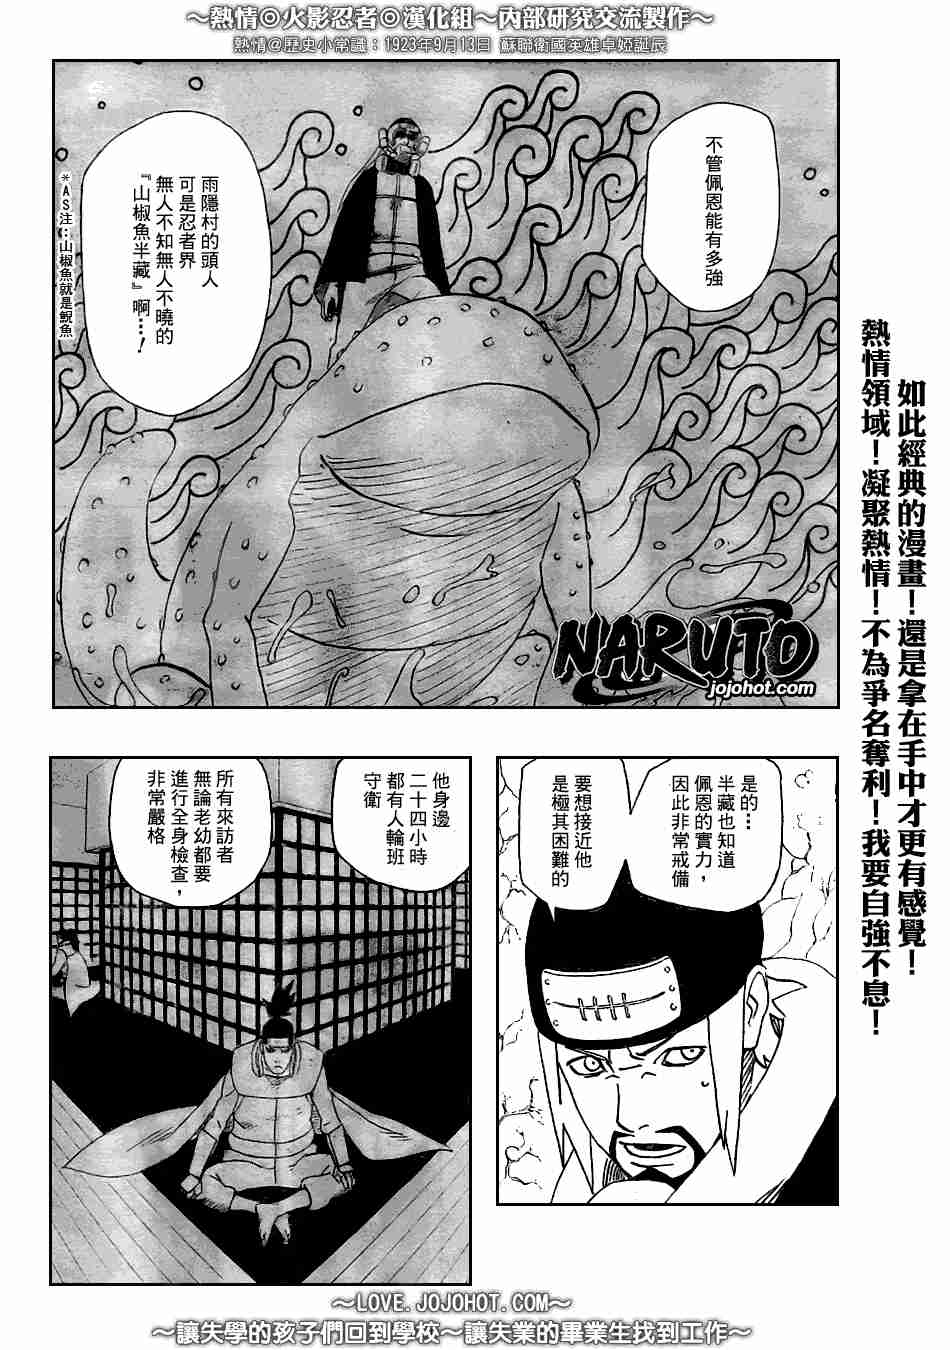 ～熱情◎火影忍者◎漢化組～內部研究交流製作～
熱情@歷史小常識：1923年9月13日 蘇聯衛國英雄卓婭誕辰
不管佩恩能有多強
雨隱村的頭人
可是忍者界
無人不知無人不曉的
『山椒魚半藏』啊…！
＊AS注：山椒魚就是鯢魚
NARUTO
jojohot.com
是的…
半藏也知道
佩恩的實力，
因此非常戒備
要想接近他
是極其困難的
他身邊
二十四小時
都有人輪班
守衛
所有來訪者
無論老幼都要
進行全身檢查，
非常嚴格
如此經典的漫畫！還是拿在手中才更有感覺！
熱情領域！凝聚熱情！不為爭名奪利！我要自強不息！
～LOVE.JOJOHOT.COM～
～讓失學的孩子們回到學校～讓失業的畢業生找到工作～